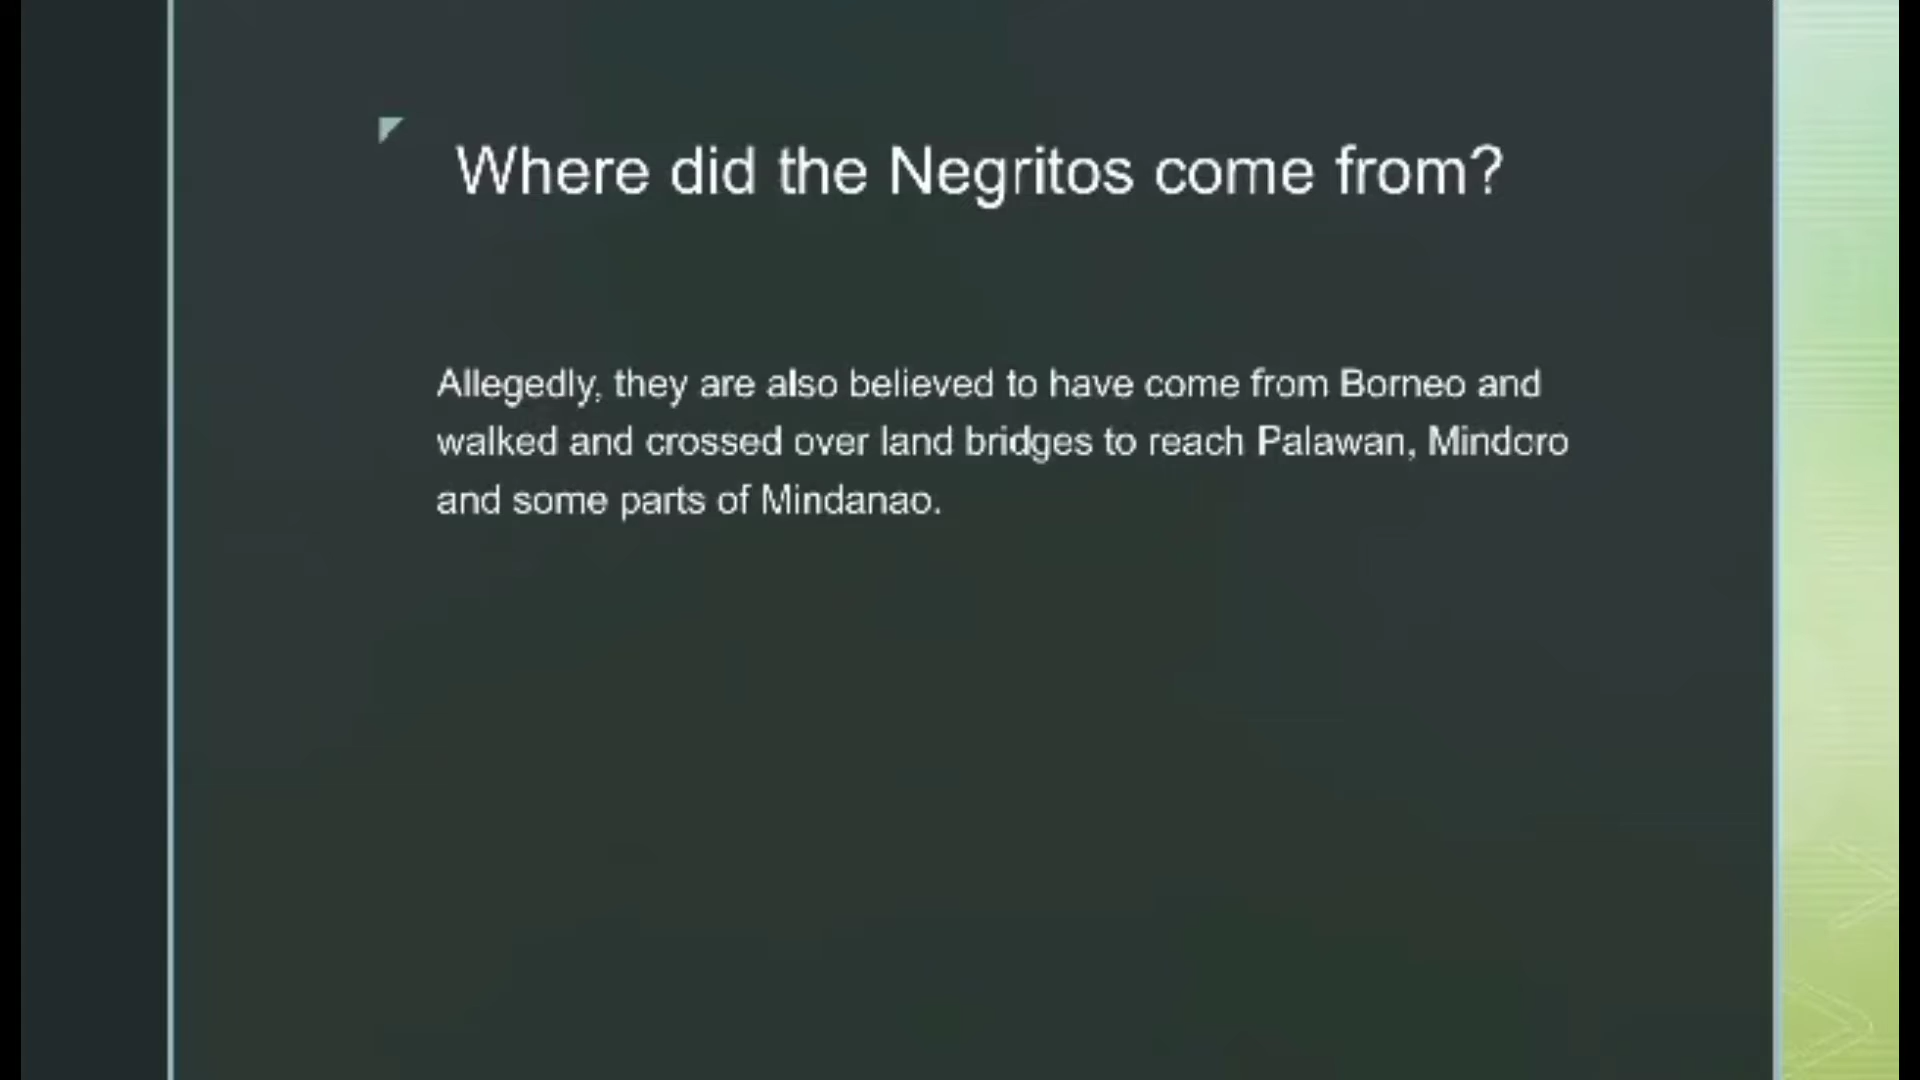 Where did the Negritos come from?
Allegedly, they are also believed to have come from Borneo and
walked and crossed over land bridges to reach Palawan, Mindoro
and some parts of Mindanao.